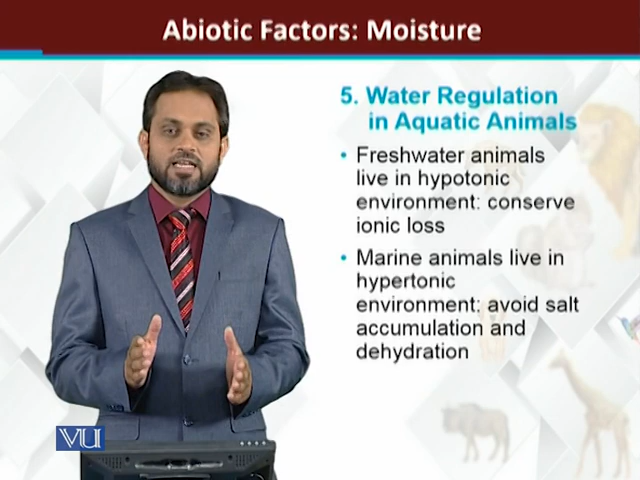 Abiotic Factors: Moisture
5. Water Regulation
in Aquatic Animals
• Freshwater animals
live in hypotonic
environment: conserve
ionic loss
• Marine animals live in
hypertonic
environment: avoid salt
accumulation and
dehydration
VU